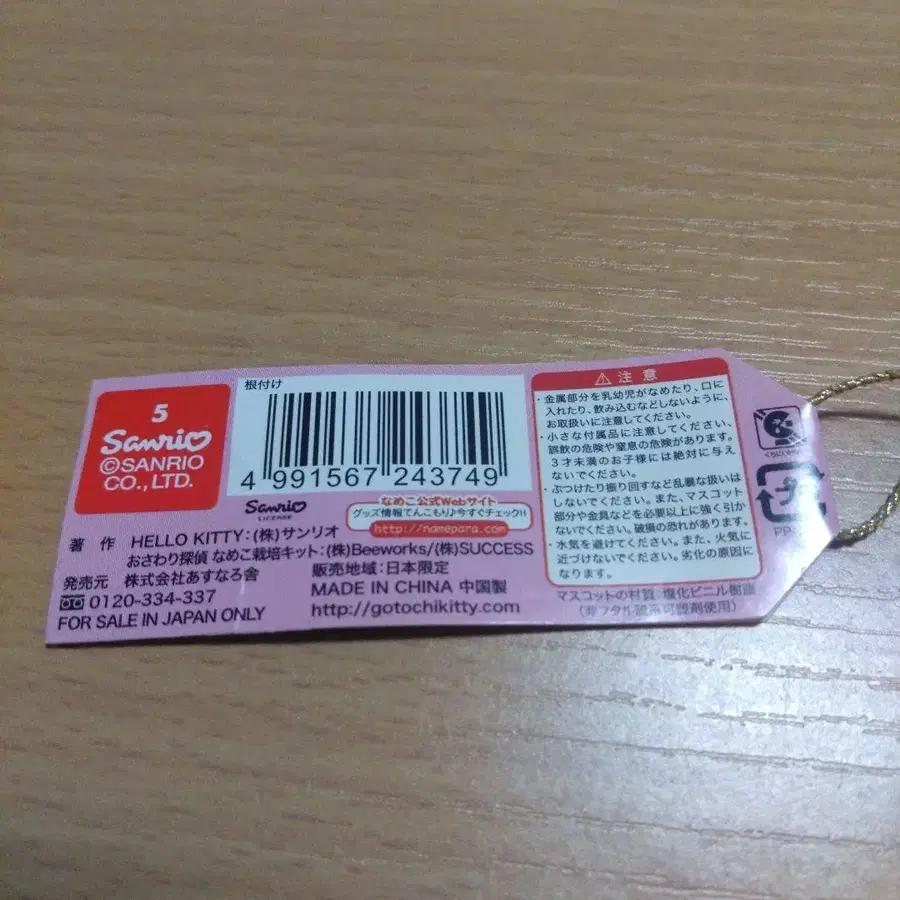 5
Sanrio
©SANRIO
CO., LTD.
根付け
4 991567 243749
Sanrio
LICENSE
なめこ公式Webサイト
グッズ情報てんこもり♪今すぐチェック!!
http://namepara.com
著 作 HELLO KITTY:(株)サンリオ
おさわり探偵 なめこ栽培キット:(株)Beeworks/(株)SUCCESS
発売元 株式会社あすなろ舎
0120-334-337
FOR SALE IN JAPAN ONLY
販売地域:日本限定
MADE IN CHINA 中国製
http://gotochikitty.com
⚠注 意
・金属部分を乳幼児がなめたり、口に
入れたり、飲み込むなどしないように、
お取扱いに注意してください。
・小さな付属品に注意してください、
誤飲の危険や窒息の危険があります。
3才未満のお子様には絶対に与え
ないでください。
・ぶつけたり振り回すなど乱暴な扱いは
しないでください。また、マスコット
部分や金具などを必要以上に強く引か
ないでください。破損の恐れがあります。
・水気を避けてください。また、火気に
近づけないでください。劣化の原因に
なります。
マスコットの材質:塩化ビニル樹脂
(非フタル酸系可塑剤使用)
PP